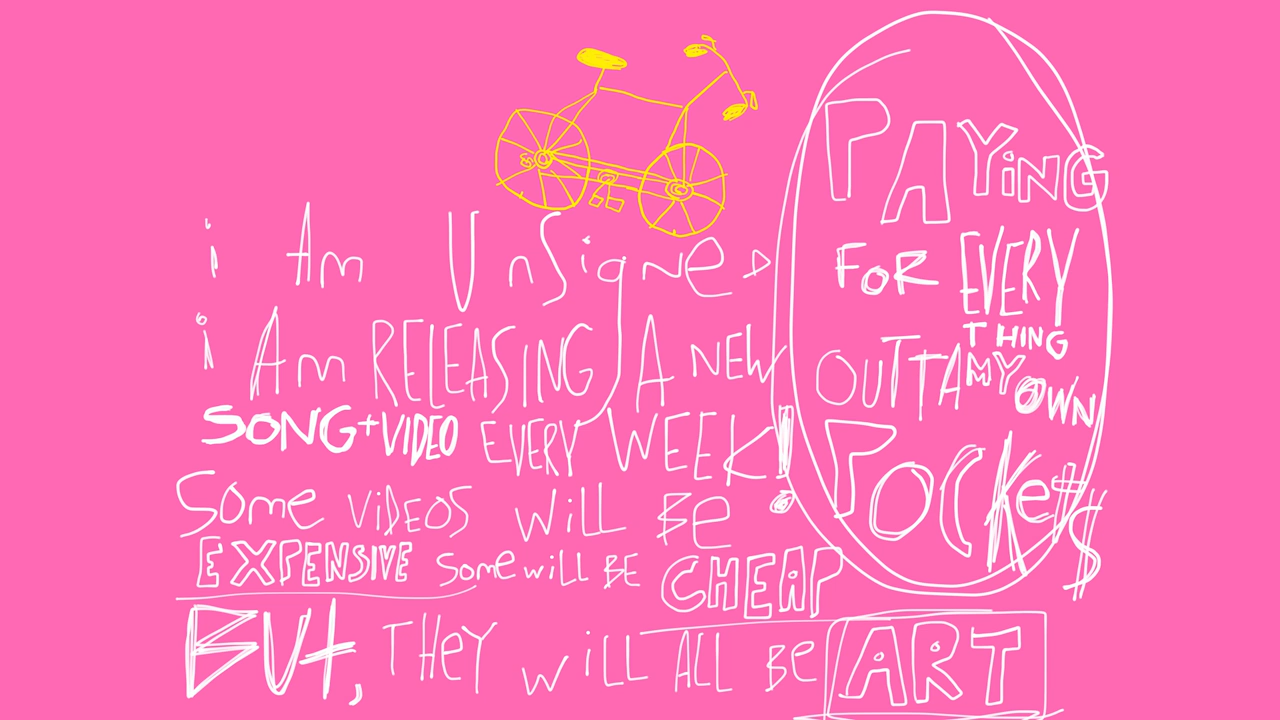 i Am UnSigneD
i Am RELEASING A NEW
SONG+VIDEO EVERY WEEK!
Some viDEOS WiLL Be
EXPENSIVE Some will BE CHEAP
BUt, THeY WiLL ALL Be ART
PAYiNG
FOR EVERY
THING
OUTTA MY OWN
POCKet$